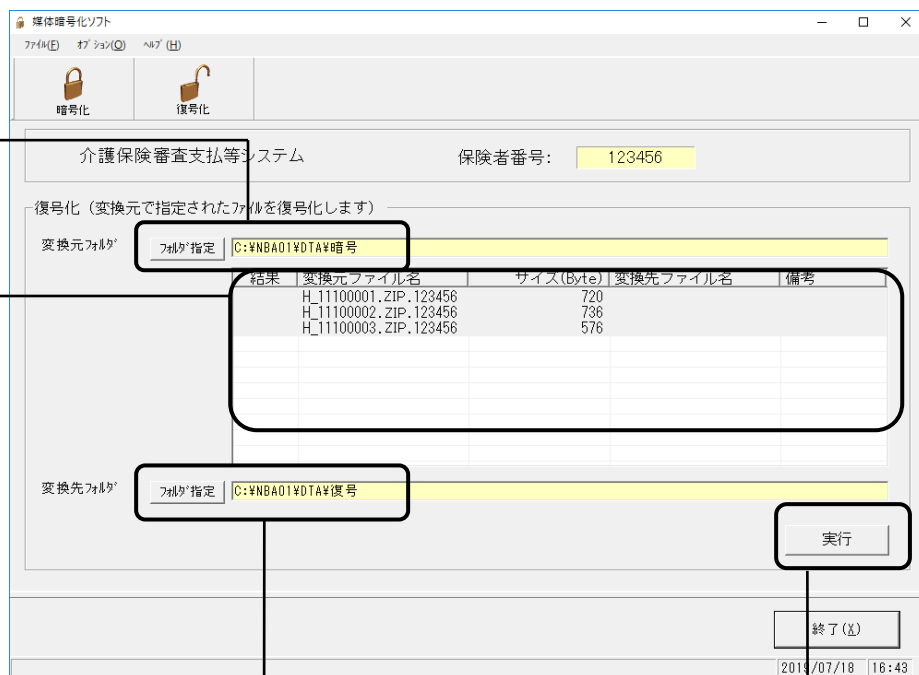 媒体暗号化ソフト
ファイル(F) オプション(O) ヘルプ(H)
暗号化 復号化
介護保険審査支払等システム 保険者番号: 123456
復号化（変換元で指定されたファイルを復号化します）
変換元フォルダ フォルダ指定 C:¥NBA01¥DTA¥暗号
結果 変換元ファイル名 サイズ(Byte) 変換先ファイル名 備考
H_11100001.ZIP.123456 720
H_11100002.ZIP.123456 736
H_11100003.ZIP.123456 576
変換先フォルダ フォルダ指定 C:¥NBA01¥DTA¥復号
実行
終了(X)
2019/07/18 16:43